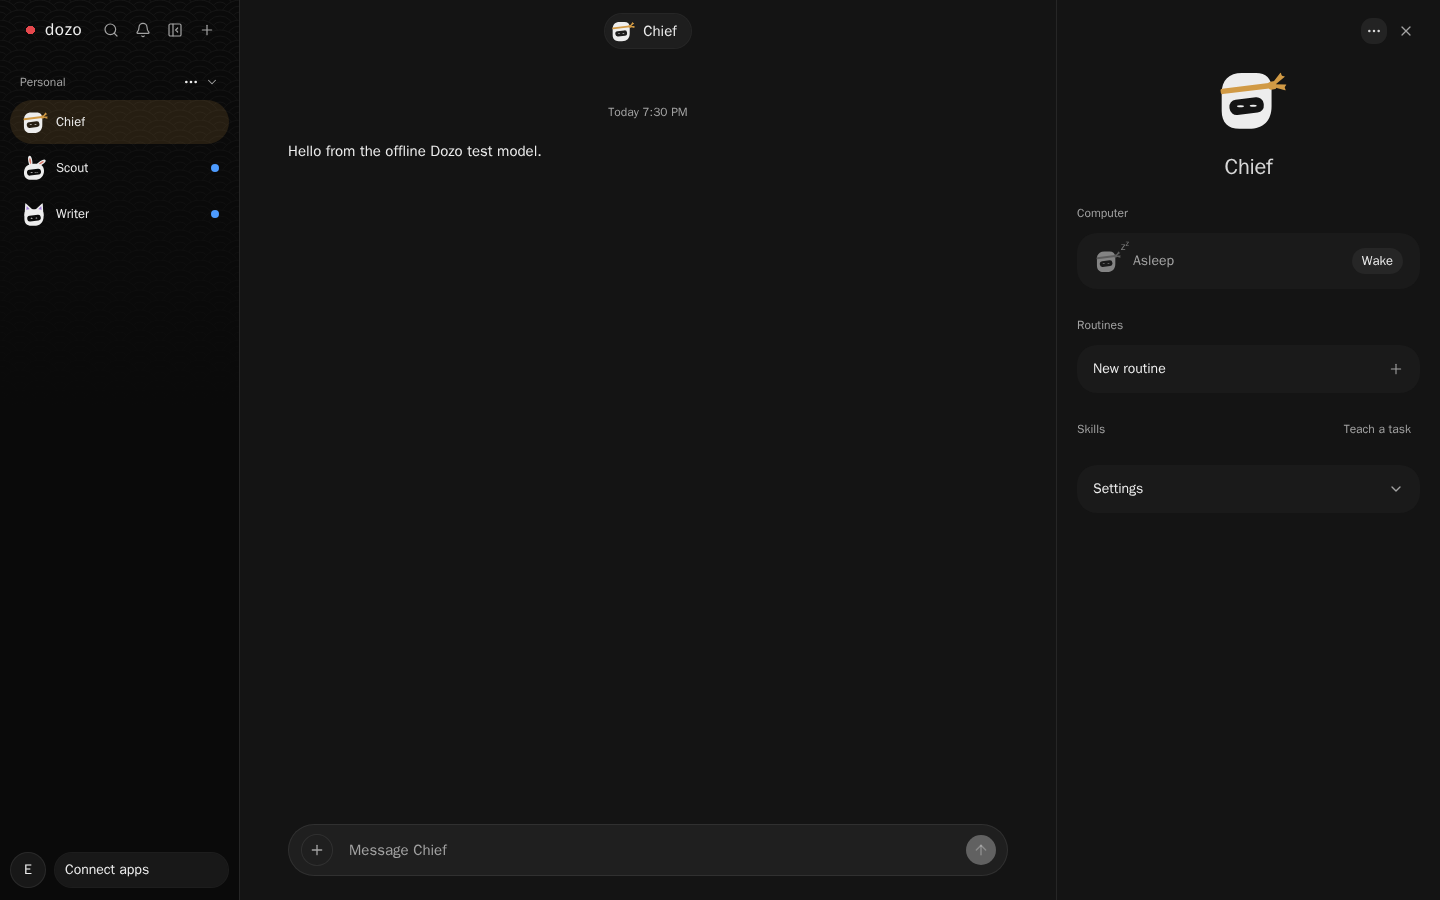 dozo
Personal
Chief
Scout
Writer
E
Connect apps
Chief
Today 7:30 PM
Hello from the offline Dozo test model.
Message Chief
Chief
Computer
zz
Asleep
Wake
Routines
New routine
Skills
Teach a task
Settings